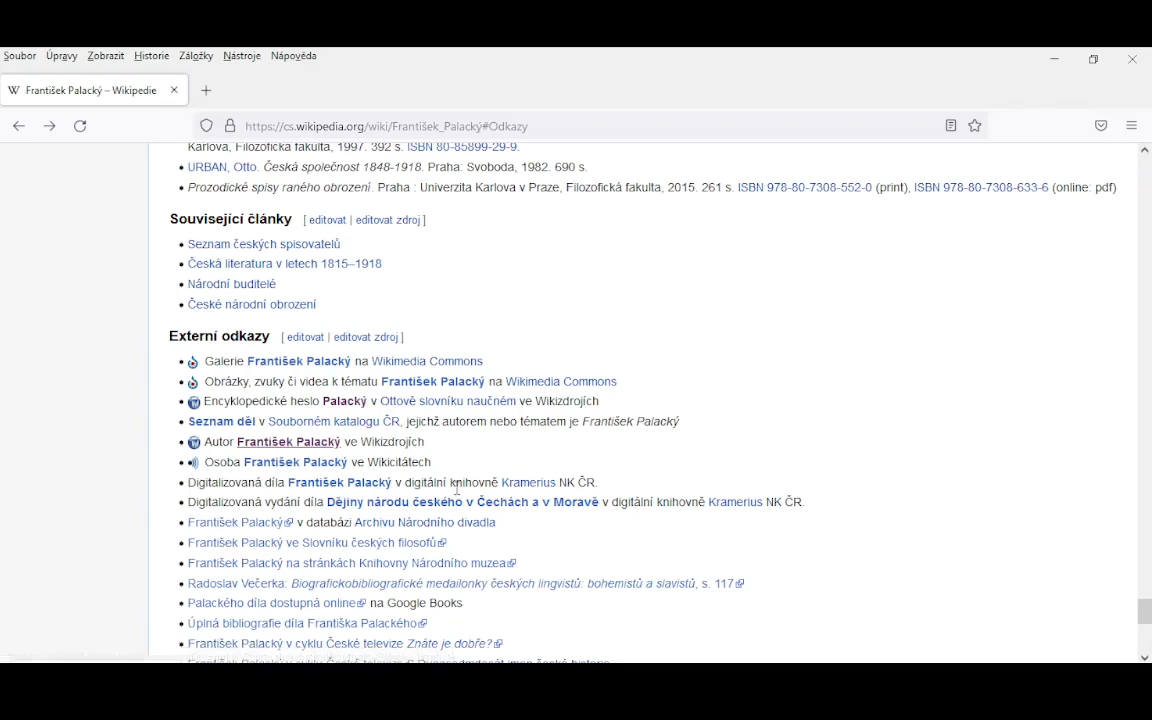 Soubor Úpravy Zobrazit Historie Záložky Nástroje Nápověda
František Palacký – Wikipedie
https://cs.wikipedia.org/wiki/František_Palacký#Odkazy
Karlova, Filozofická fakulta, 1997. 392 s. ISBN 80-85899-29-9.
URBAN, Otto. Česká společnost 1848-1918. Praha: Svoboda, 1982. 690 s.
Prozodické spisy raného obrození. Praha : Univerzita Karlova v Praze, Filozofická fakulta, 2015. 261 s. ISBN 978-80-7308-552-0 (print), ISBN 978-80-7308-633-6 (online: pdf)
Související články [ editovat | editovat zdroj ]
Seznam českých spisovatelů
Česká literatura v letech 1815–1918
Národní buditelé
České národní obrození
Externí odkazy [ editovat | editovat zdroj ]
Galerie František Palacký na Wikimedia Commons
Obrázky, zvuky či videa k tématu František Palacký na Wikimedia Commons
Encyklopedické heslo Palacký v Ottově slovníku naučném ve Wikizdrojích
Seznam děl v Souborném katalogu ČR, jejichž autorem nebo tématem je František Palacký
Autor František Palacký ve Wikizdrojích
Osoba František Palacký ve Wikicitátech
Digitalizovaná díla František Palacký v digitální knihovně Kramerius NK ČR.
Digitalizovaná vydání díla Dějiny národu českého v Čechách a v Moravě v digitální knihovně Kramerius NK ČR.
František Palacký v databázi Archivu Národního divadla
František Palacký ve Slovníku českých filosofů
František Palacký na stránkách Knihovny Národního muzea
Radoslav Večerka: Biografickobibliografické medailonky českých lingvistů: bohemistů a slavistů, s. 117
Palackého díla dostupná online na Google Books
Úplná bibliografie díla Františka Palackého
František Palacký v cyklu České televize Znáte je dobře?